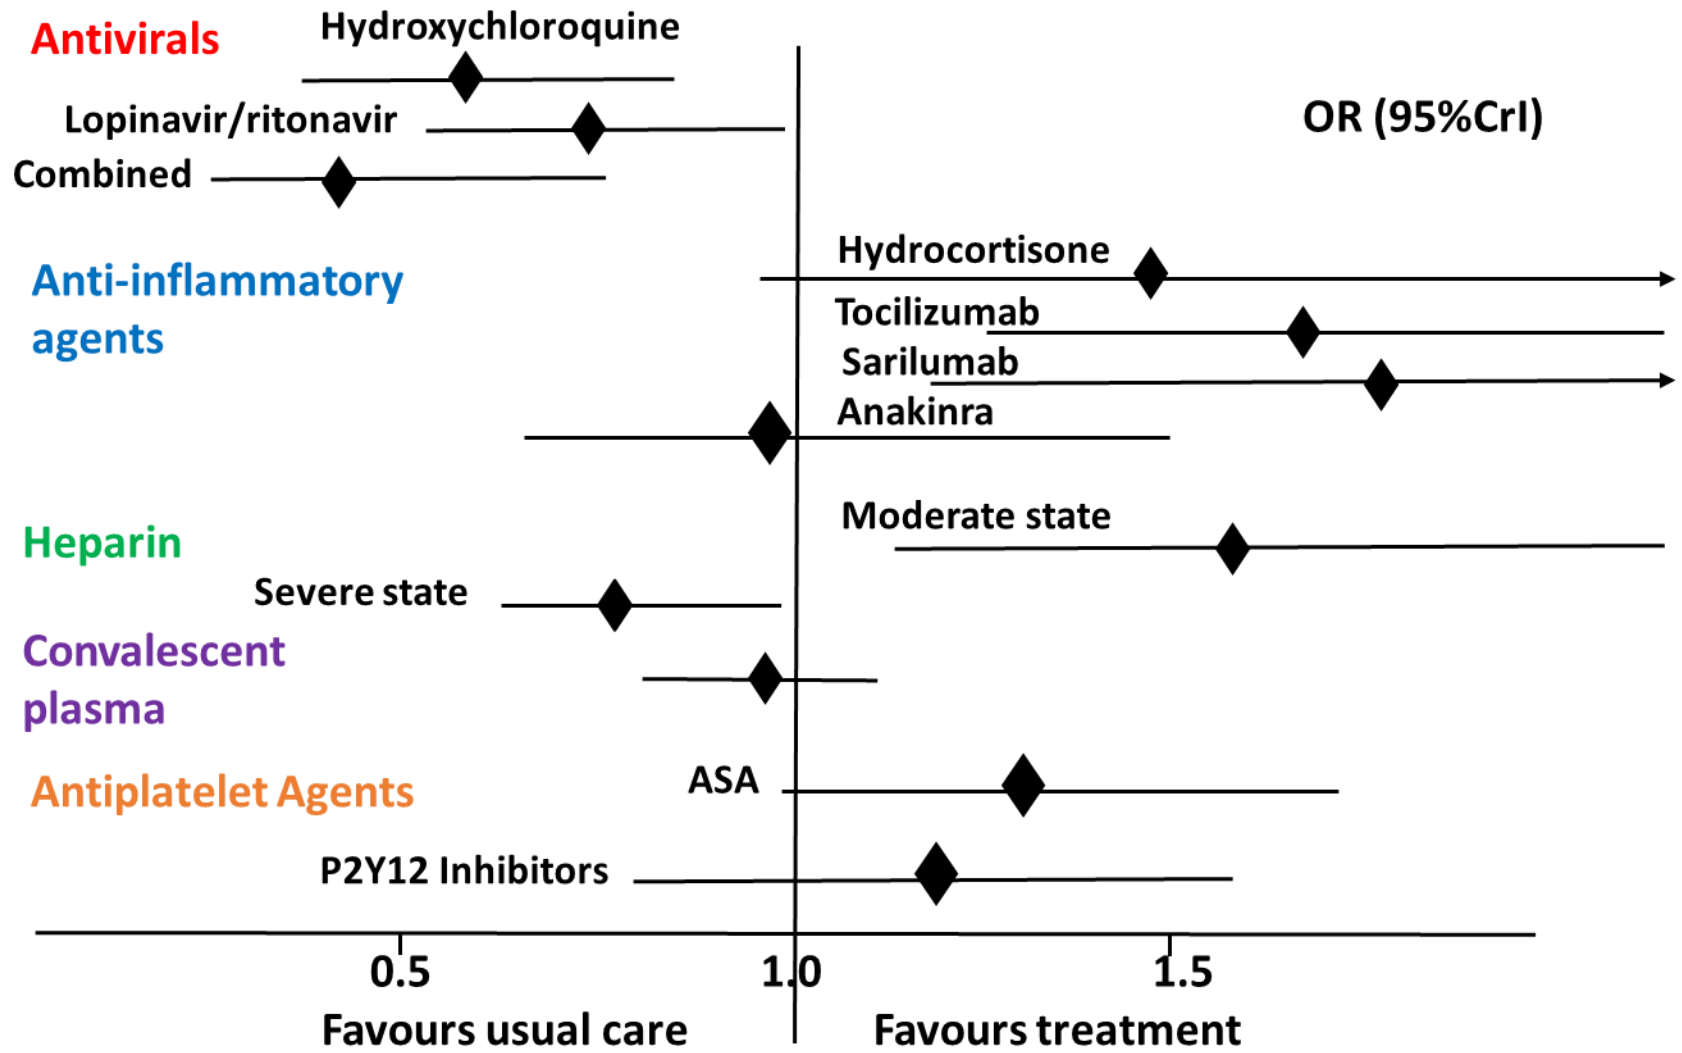 Antivirals
Hydroxychloroquine
Lopinavir/ritonavir
OR (95%CrI)
Combined
Anti-inflammatory
agents
Hydrocortisone
Tocilizumab
Sarilumab
Anakinra
Heparin
Moderate state
Severe state
Convalescent
plasma
Antiplatelet Agents
ASA
P2Y12 Inhibitors
0.5 1.0 1.5
Favours usual care Favours treatment